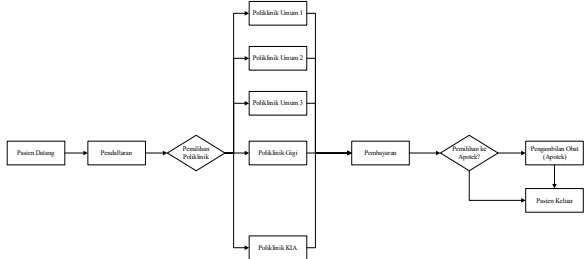 Poliklinik Umum 1
Poliklinik Umum 2
Poliklinik Umum 3
Pasien Datang
Pendaftaran
Pemilihan
Poliklinik
Poliklinik Gigi
Pembayaran
Pemilihan ke
Apotek?
Pengambilan Obat
(Apotek)
Pasien Keluar
Poliklinik KIA